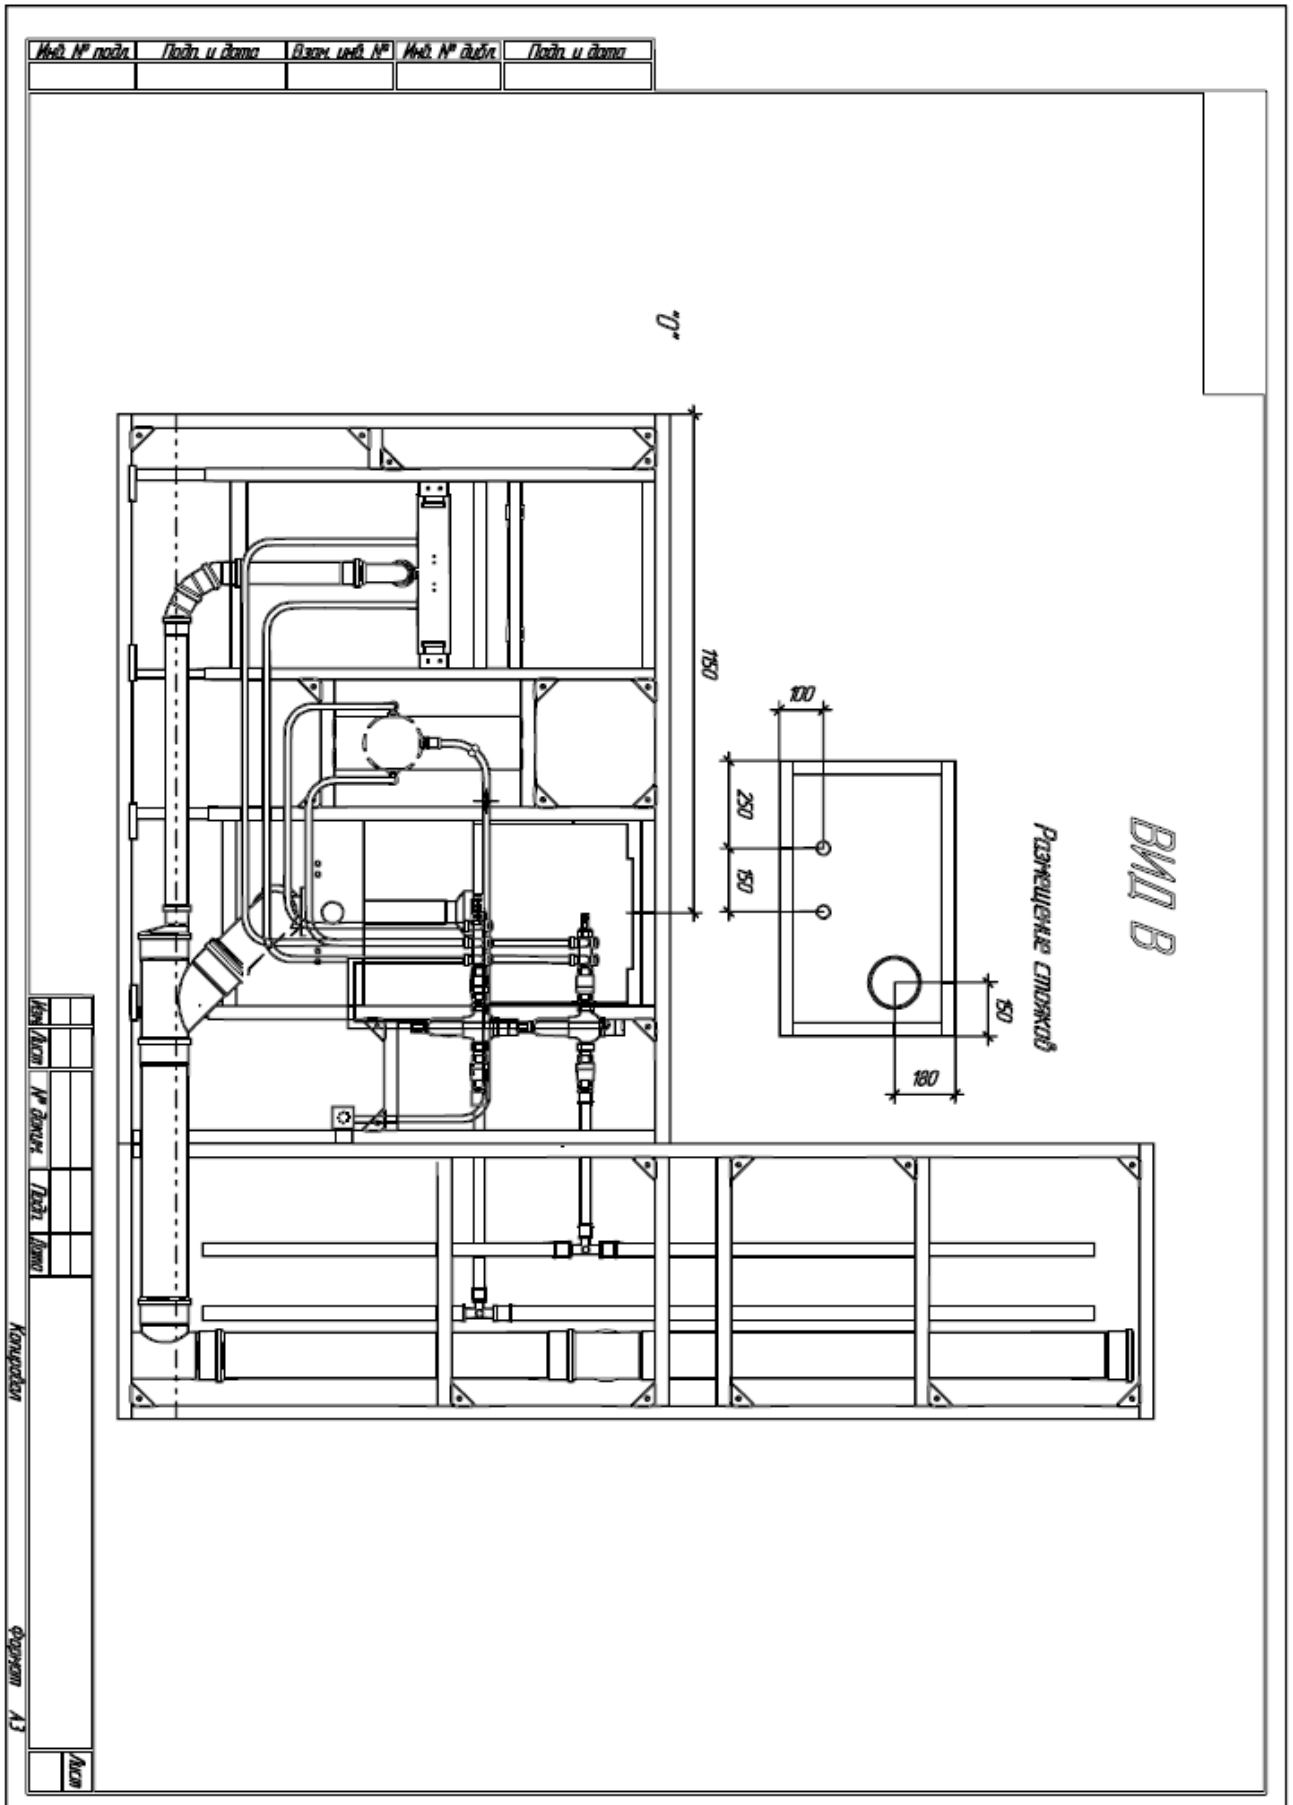 ВИД В
Размещение стояков
"0"
1150
100
250
150
150
180
Инв. № подл.
Подп. и дата
Взам. инв. №
Инв. № дубл.
Подп. и дата
Изм.
Лист
№ докум.
Подп.
Дата
Лист
Копировал
Формат А3